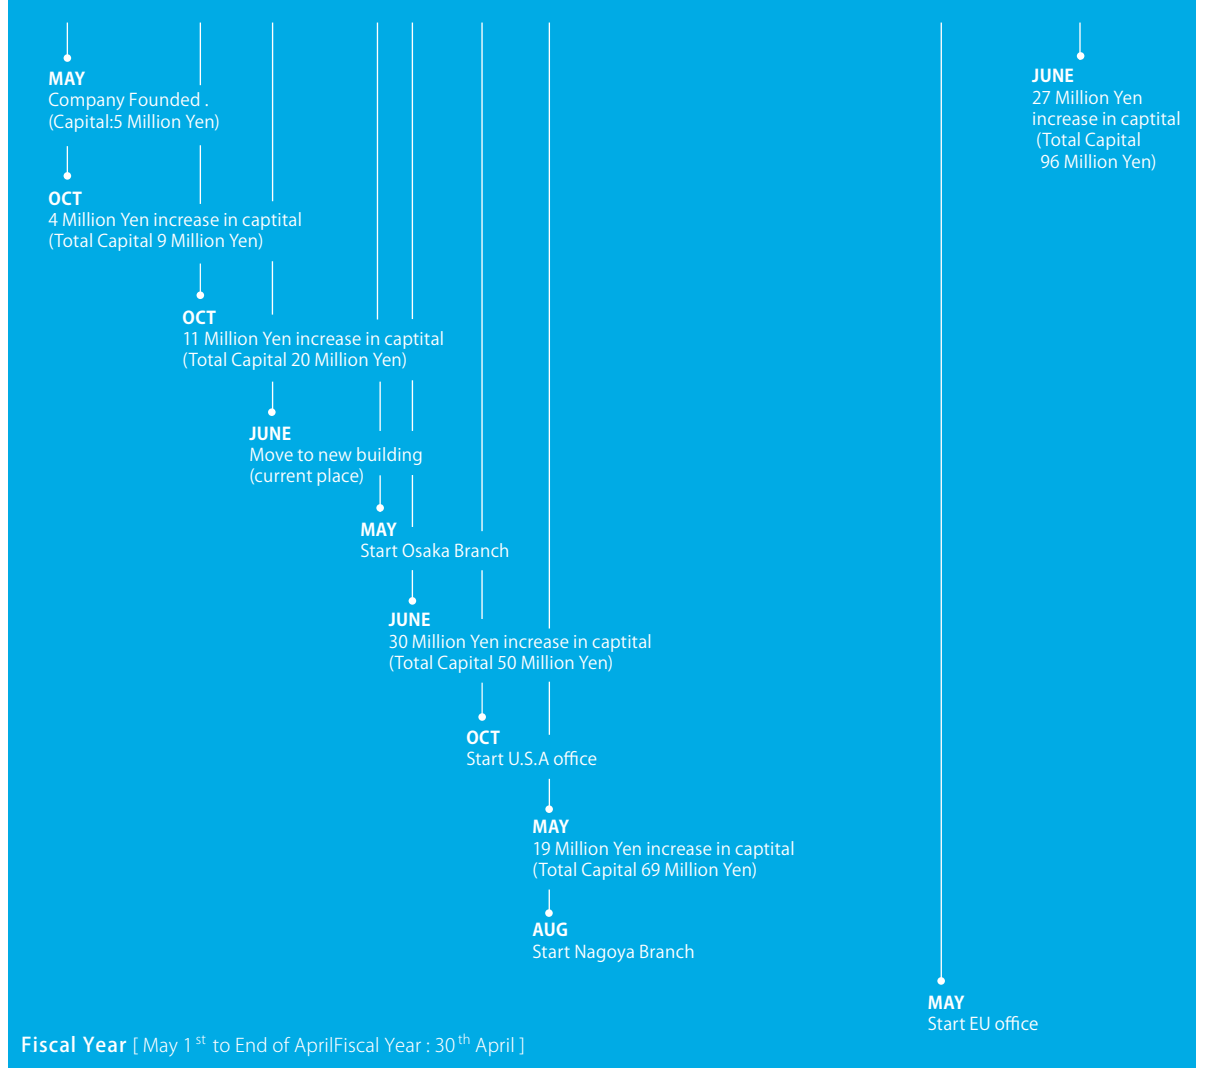 MAY
Company Founded .
(Capital:5 Million Yen)
OCT
4 Million Yen increase in captital
(Total Capital 9 Million Yen)
OCT
11 Million Yen increase in captital
(Total Capital 20 Million Yen)
JUNE
Move to new building
(current place)
MAY
Start Osaka Branch
JUNE
30 Million Yen increase in captital
(Total Capital 50 Million Yen)
OCT
Start U.S.A office
MAY
19 Million Yen increase in captital
(Total Capital 69 Million Yen)
AUG
Start Nagoya Branch
MAY
Start EU office
JUNE
27 Million Yen
increase in captital
(Total Capital
96 Million Yen)
Fiscal Year [ May 1 st to End of AprilFiscal Year : 30 th April ]